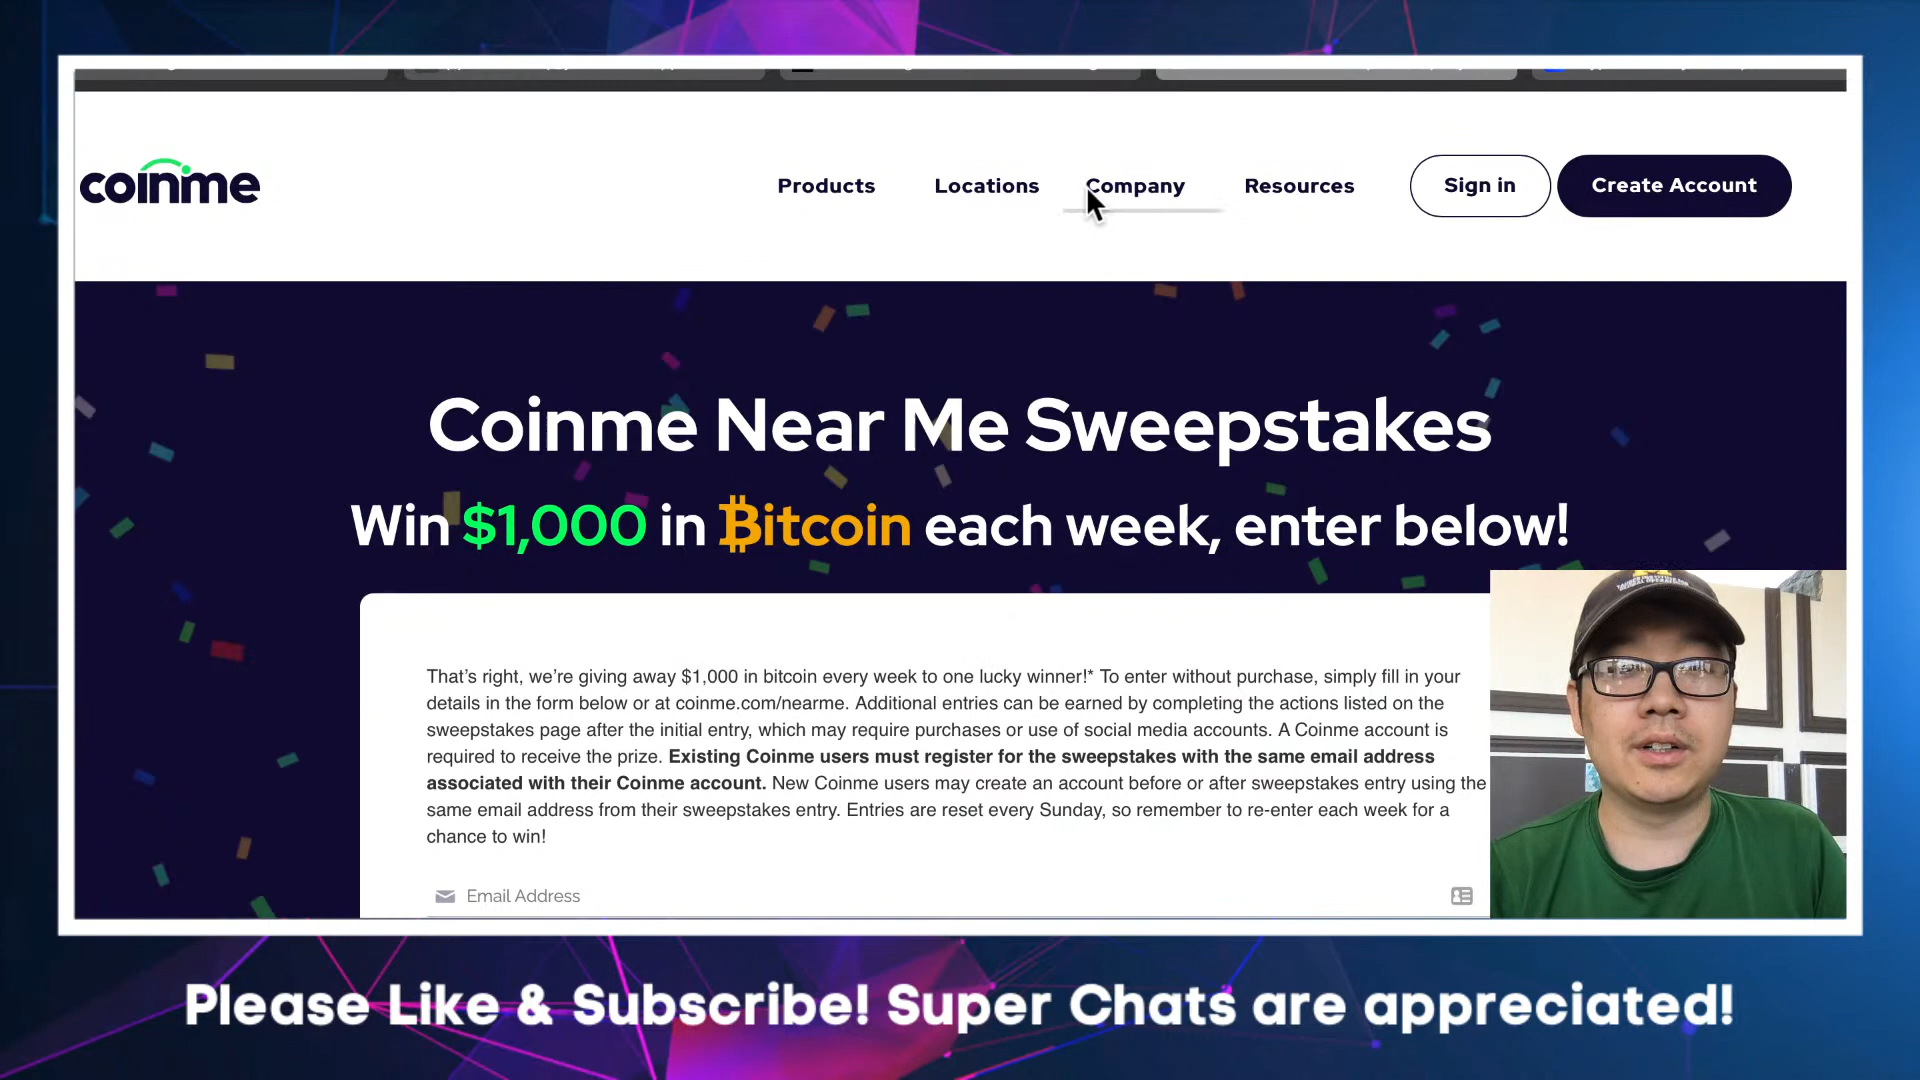 coinme
Products Locations Company Resources Sign in Create Account
Coinme Near Me Sweepstakes
Win $1,000 in ₿itcoin each week, enter below!
That's right, we're giving away $1,000 in bitcoin every week to one lucky winner!* To enter without purchase, simply fill in your
details in the form below or at coinme.com/nearme. Additional entries can be earned by completing the actions listed on the
sweepstakes page after the initial entry, which may require purchases or use of social media accounts. A Coinme account is
required to receive the prize. Existing Coinme users must register for the sweepstakes with the same email address
associated with their Coinme account. New Coinme users may create an account before or after sweepstakes entry using the
same email address from their sweepstakes entry. Entries are reset every Sunday, so remember to re-enter each week for a
chance to win!
Email Address
Please Like & Subscribe! Super Chats are appreciated!